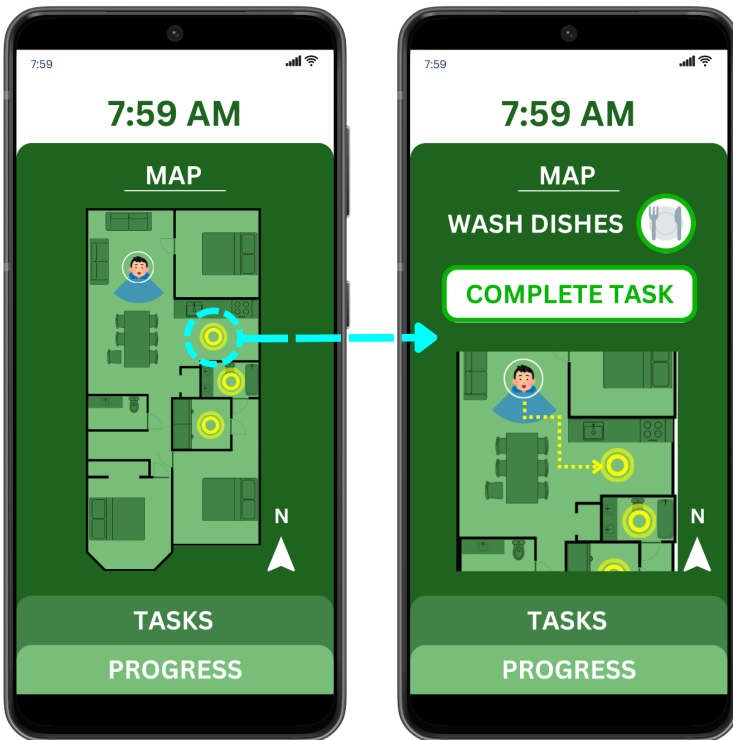 7:59
7:59 AM
MAP
N
TASKS
PROGRESS
7:59
7:59 AM
MAP
WASH DISHES
COMPLETE TASK
N
TASKS
PROGRESS